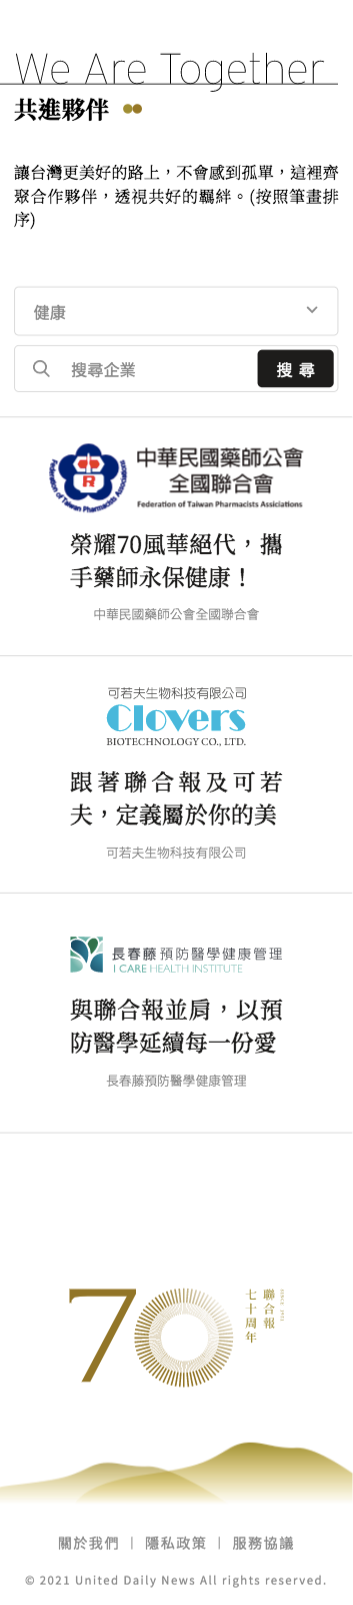 We Are Together
共進夥伴
讓台灣更美好的路上，不會感到孤單，這裡齊
聚合作夥伴，透視共好的羈絆。(按照筆畫排
序)
健康
搜尋企業
搜 尋
中華民國藥師公會
全國聯合會
Federation of Taiwan Pharmacists Assiciations
Federation of Taiwan Pharmacists Associations
R
榮耀70風華絕代，攜
手藥師永保健康！
中華民國藥師公會全國聯合會
可若夫生物科技有限公司
Clovers
BIOTECHNOLOGY CO., LTD.
跟著聯合報及可若
夫，定義屬於你的美
可若夫生物科技有限公司
長春藤預防醫學健康管理
I CARE HEALTH INSTITUTE
與聯合報並肩，以預
防醫學延續每一份愛
長春藤預防醫學健康管理
70
聯合報
七十周年
關於我們 | 隱私政策 | 服務協議
© 2021 United Daily News All rights reserved.